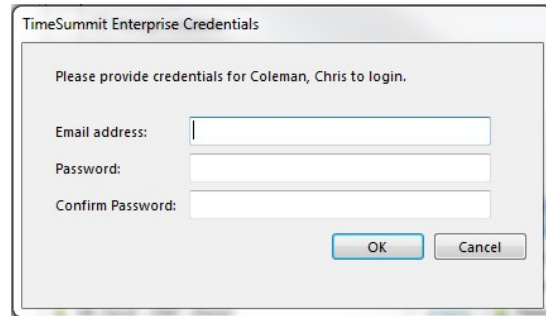 TimeSummit Enterprise Credentials
Please provide credentials for Coleman, Chris to login.
Email address:
Password:
Confirm Password:
OK Cancel